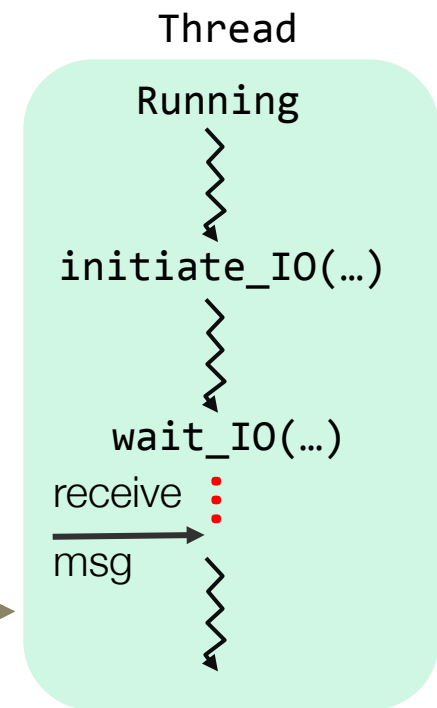 Thread
Running
initiate_IO(…)
wait_IO(…)
receive
msg